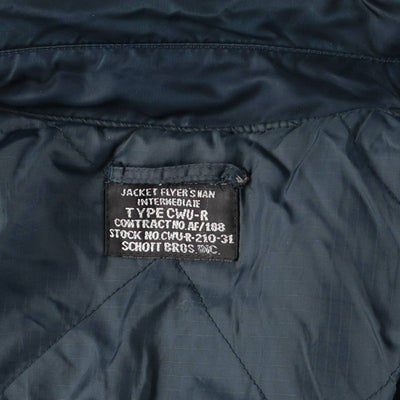 JACKET FLYER'S MAN
INTERMEDIATE
TYPE CWU-R
CONTRACT NO. AF/188
STOCK NO. CWU-R-210-31
SCHOTT BROS. INC.